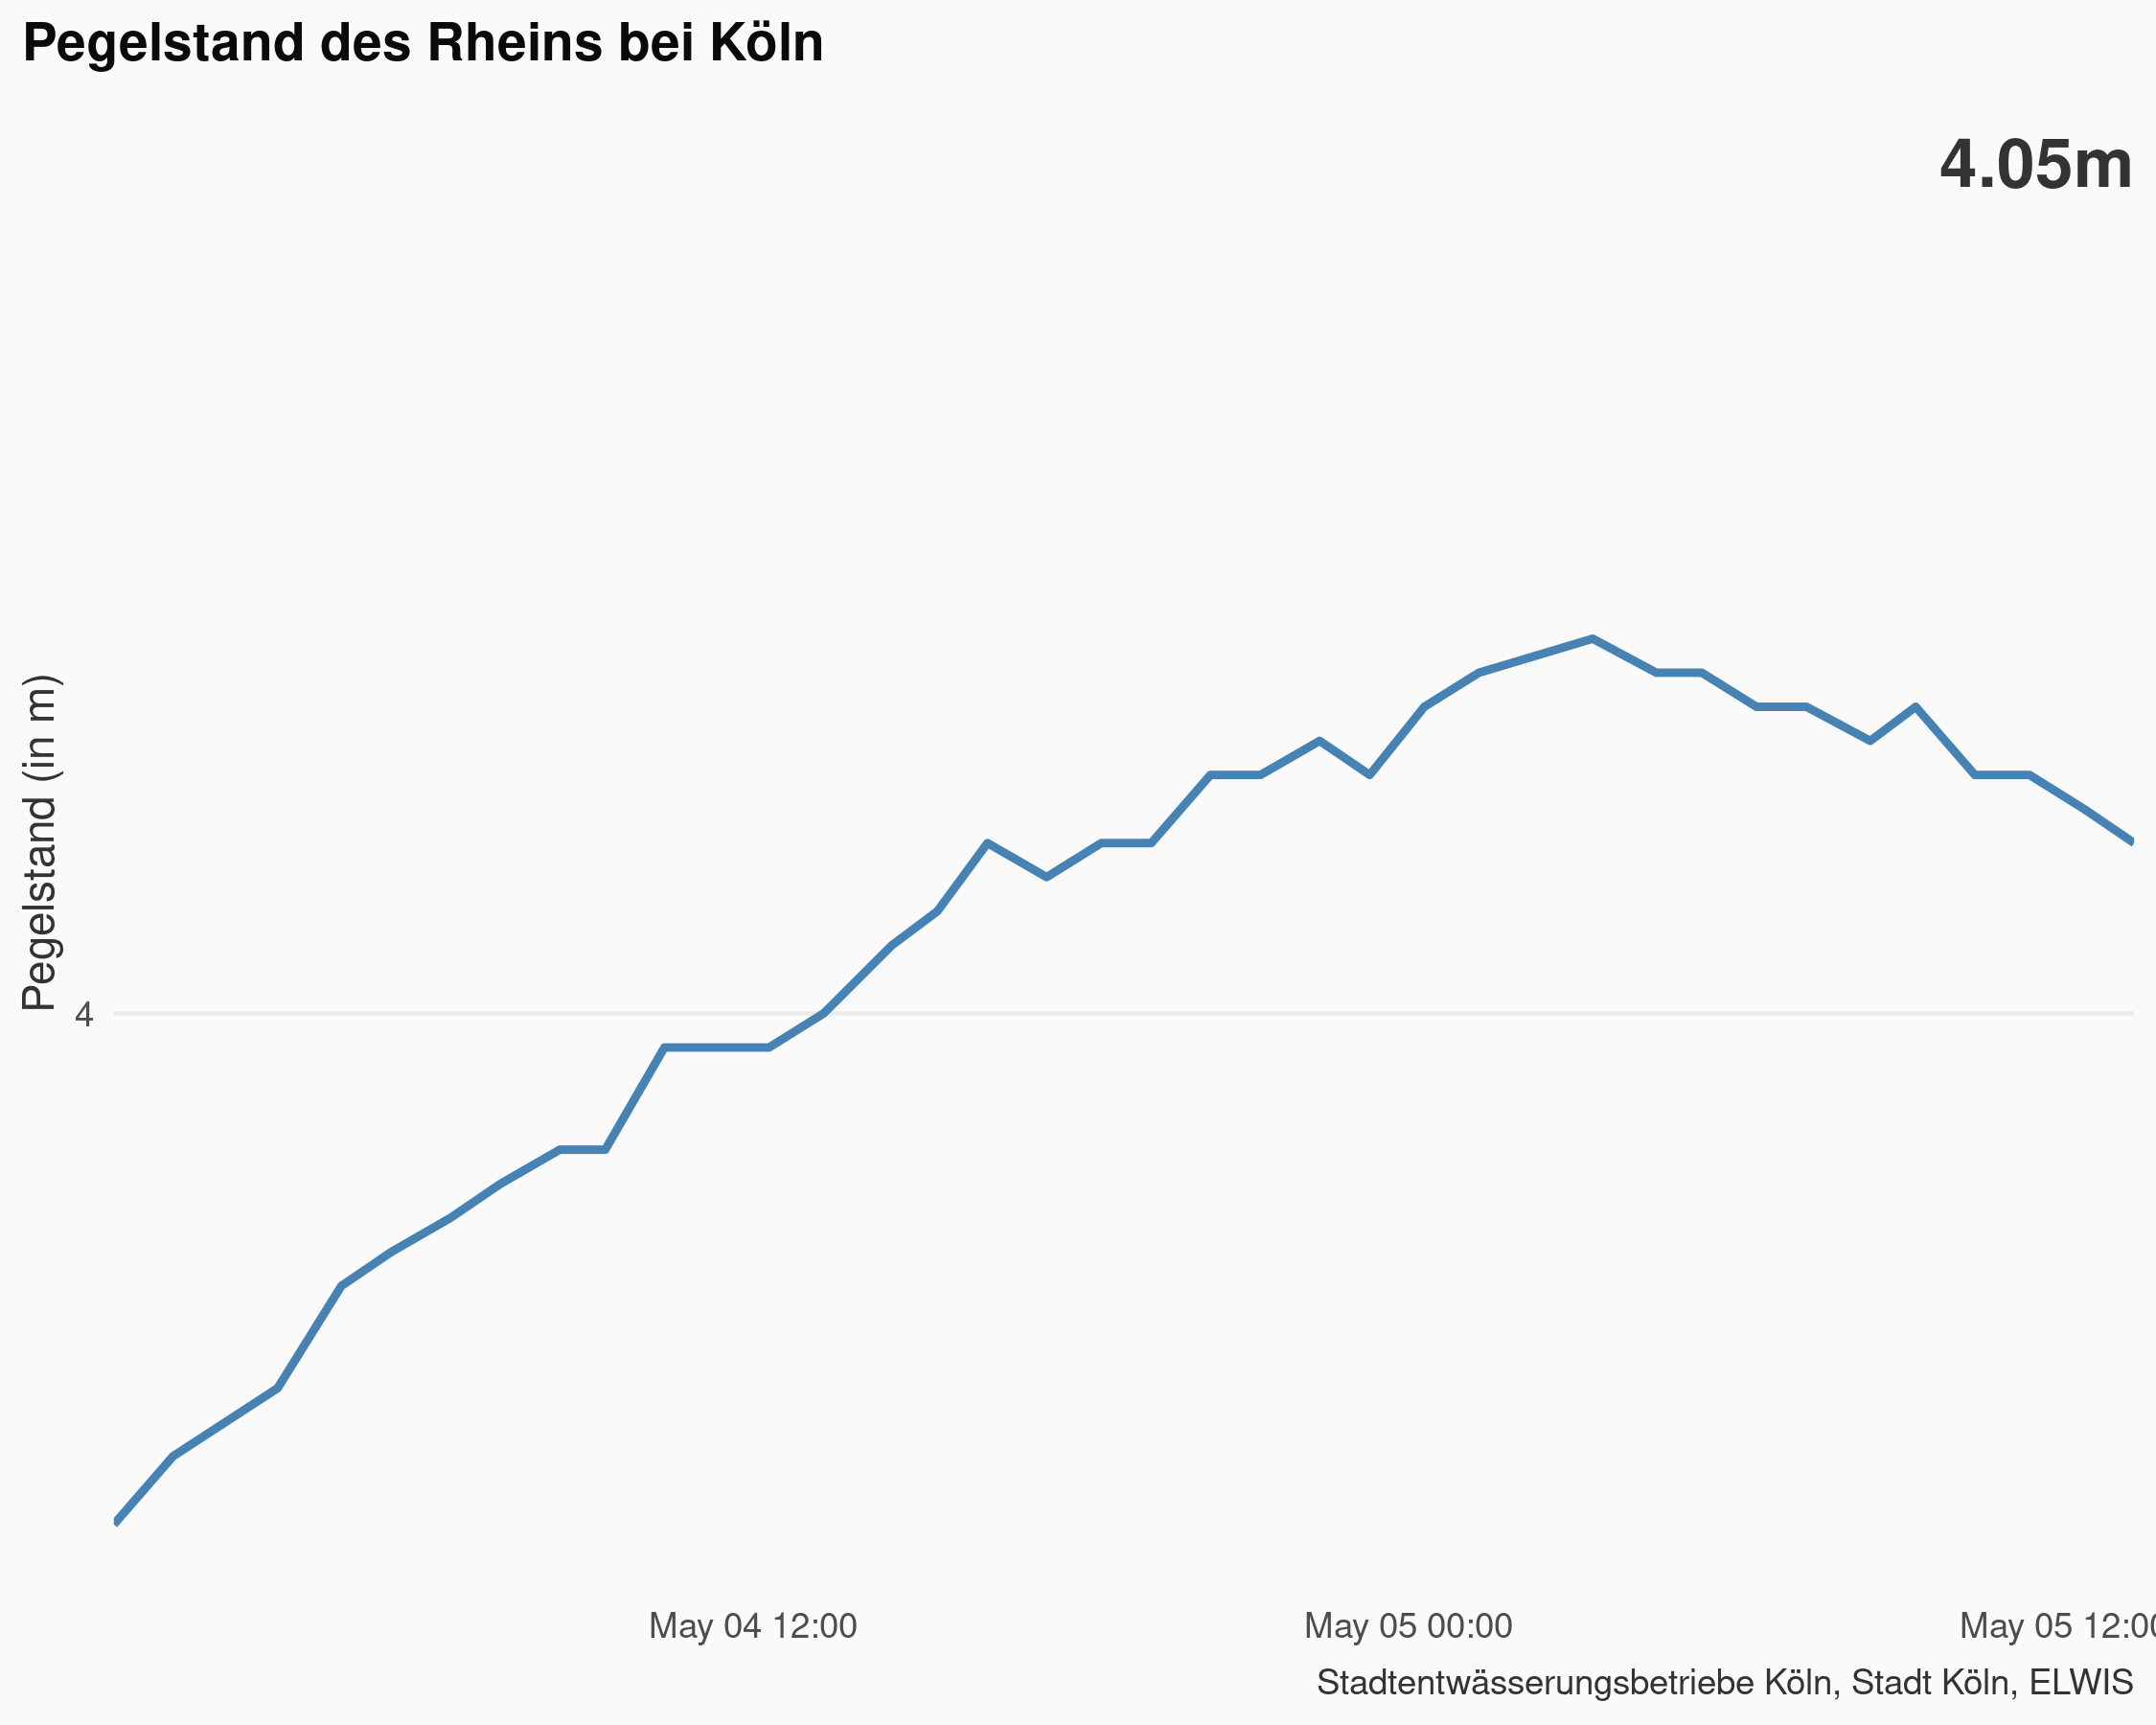 Pegelstand des Rheins bei Köln
4.05m
Pegelstand (in m)
4
May 04 12:00
May 05 00:00
May 05 12:00
Stadtentwässerungsbetriebe Köln, Stadt Köln, ELWIS